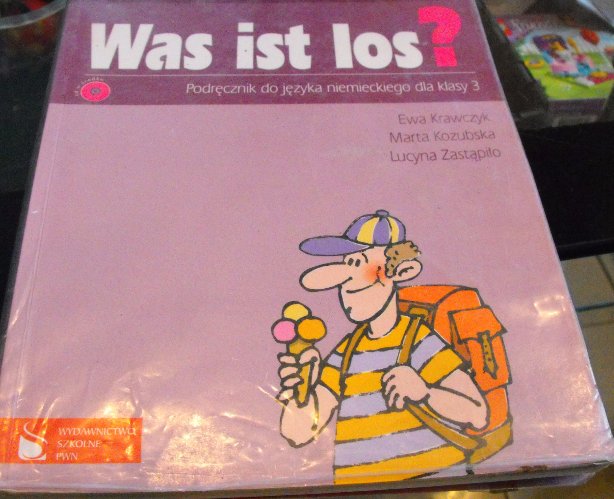 Was ist los?
Podręcznik do języka niemieckiego dla klasy 3
Ewa Krawczyk
Marta Kozubska
Lucyna Zastąpiło
WYDAWNICTWO
SZKOLNE
PWN